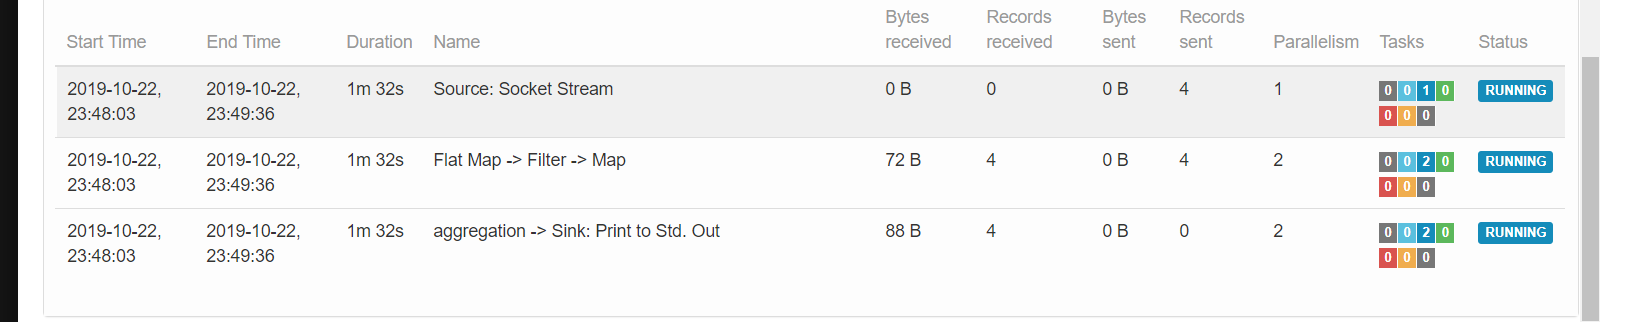 Bytes Records Bytes Records
Start Time End Time Duration Name received received sent sent Parallelism Tasks Status
2019-10-22, 2019-10-22, 1m 32s Source: Socket Stream 0 B 0 0 B 4 1 0 0 1 0 RUNNING
23:48:03 23:49:36 0 0 0
2019-10-22, 2019-10-22, 1m 32s Flat Map -> Filter -> Map 72 B 4 0 B 4 2 0 0 2 0 RUNNING
23:48:03 23:49:36 0 0 0
2019-10-22, 2019-10-22, 1m 32s aggregation -> Sink: Print to Std. Out 88 B 4 0 B 0 2 0 0 2 0 RUNNING
23:48:03 23:49:36 0 0 0